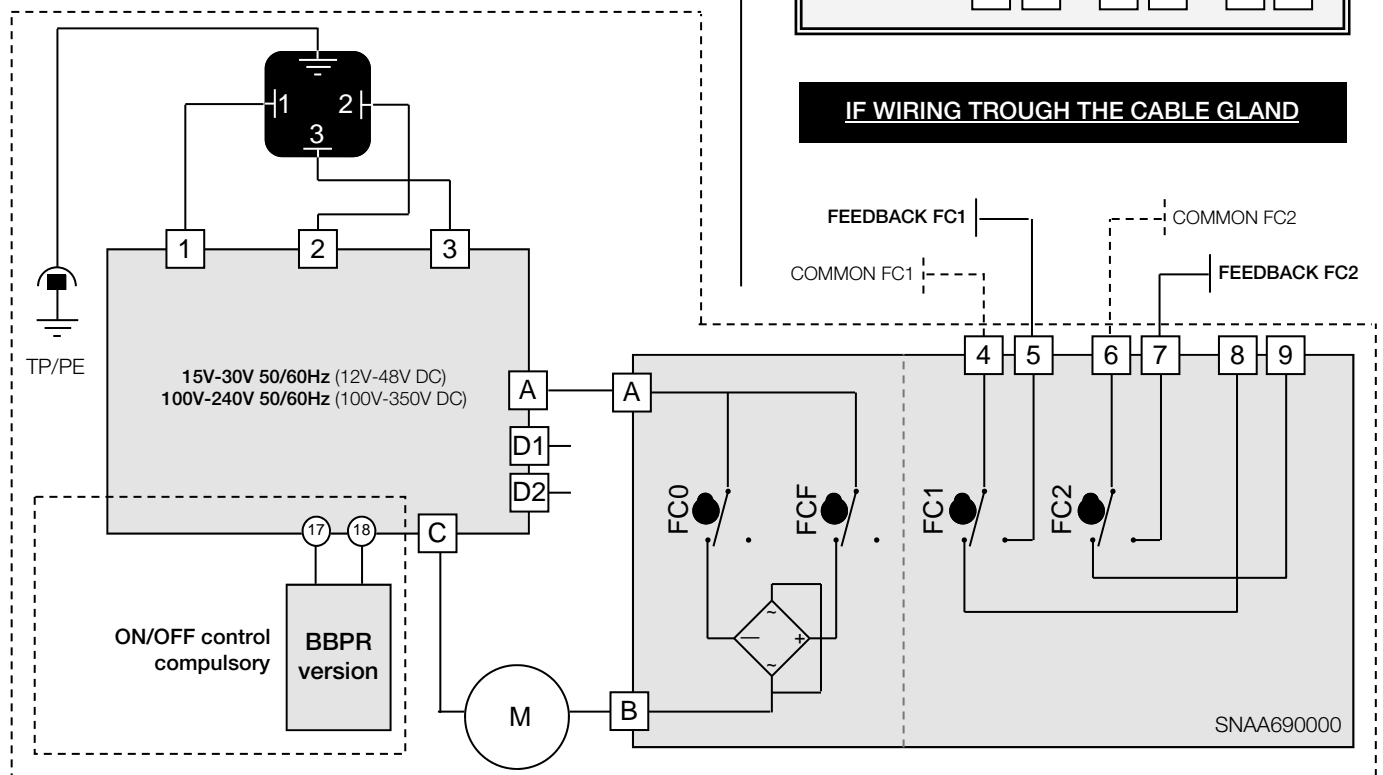 IF WIRING TROUGH THE CABLE GLAND
1 2
3
FEEDBACK FC1
COMMON FC2
COMMON FC1
FEEDBACK FC2
1 2 3
TP/PE
4 5 6 7 8 9
15V-30V 50/60Hz (12V-48V DC)
100V-240V 50/60Hz (100V-350V DC)
A A
D1
D2
FC0 FCF FC1 FC2
17 18
C
ON/OFF control
compulsory
BBPR
version
~
— +
~
M
B
SNAA690000